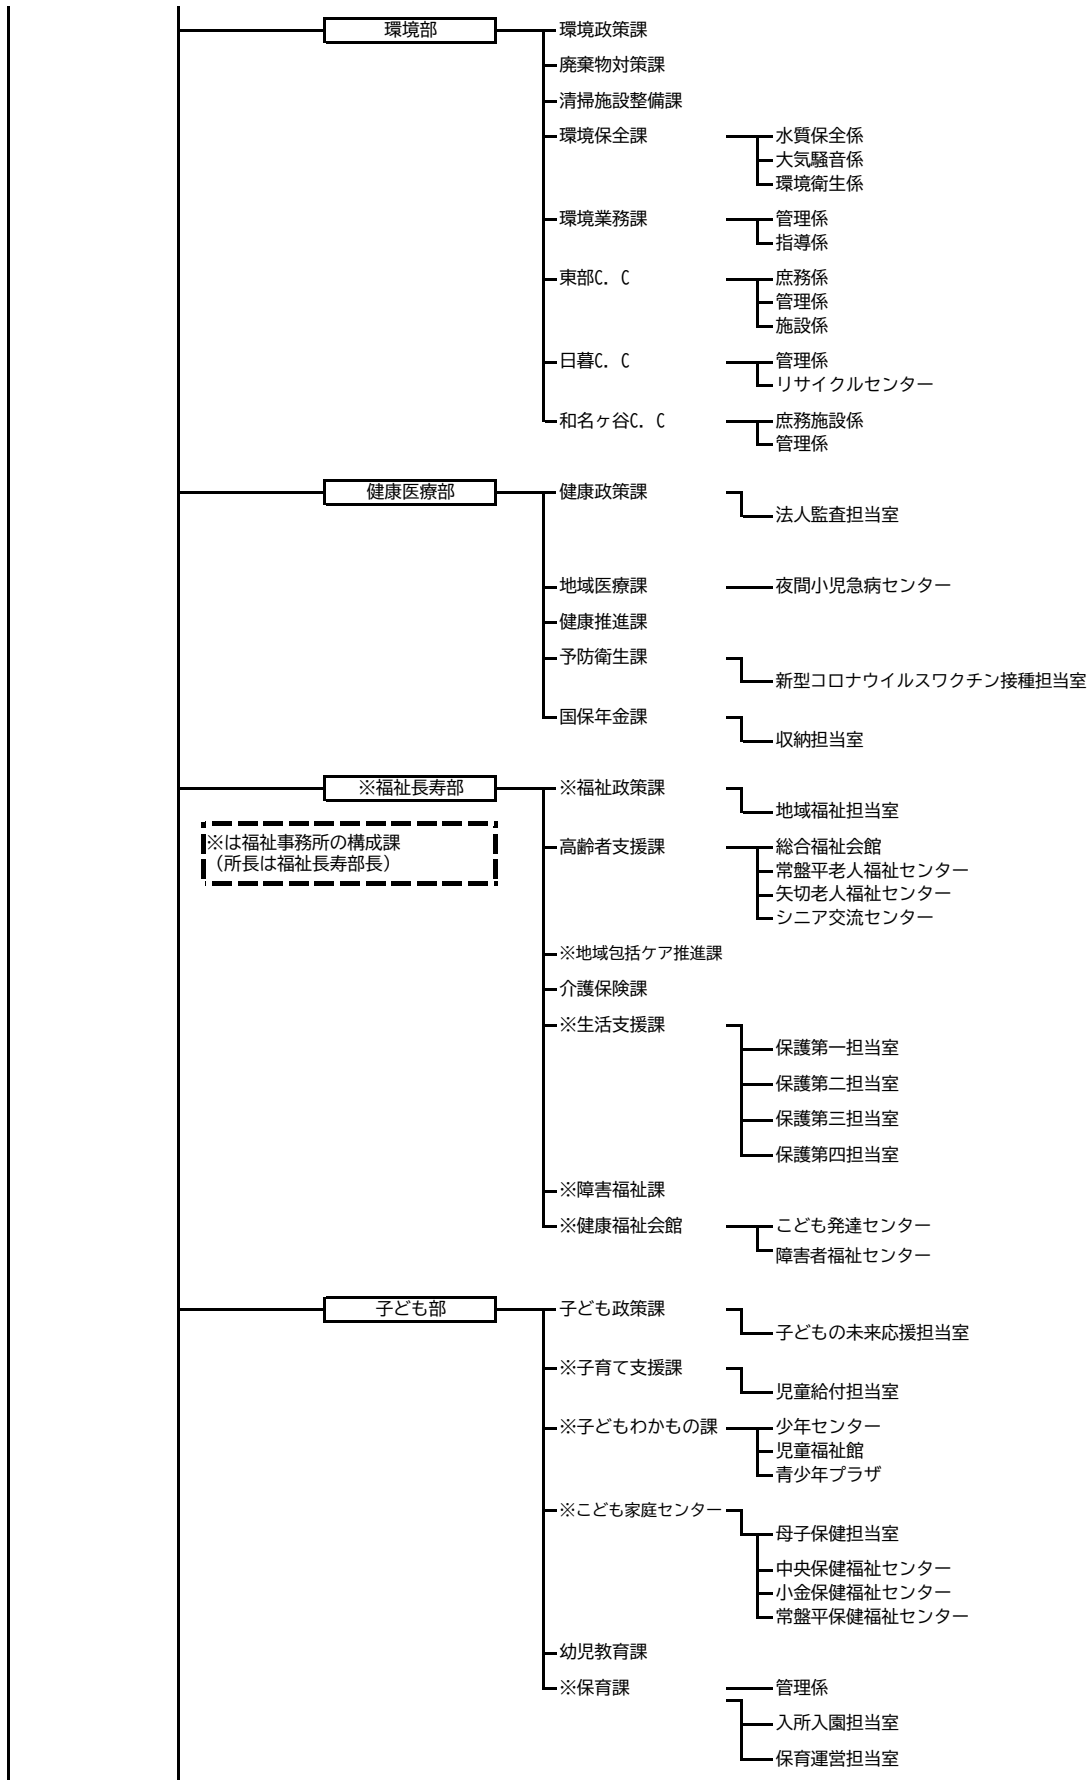 環境部
環境政策課
廃棄物対策課
清掃施設整備課
環境保全課
水質保全係
大気騒音係
環境衛生係
環境業務課
管理係
指導係
東部C. C
庶務係
管理係
施設係
日暮C. C
管理係
リサイクルセンター
和名ヶ谷C. C
庶務施設係
管理係
健康医療部
健康政策課
法人監査担当室
地域医療課
夜間小児急病センター
健康推進課
予防衛生課
新型コロナウイルスワクチン接種担当室
国保年金課
収納担当室
※福祉長寿部
※は福祉事務所の構成課
（所長は福祉長寿部長）
※福祉政策課
地域福祉担当室
高齢者支援課
総合福祉会館
常盤平老人福祉センター
矢切老人福祉センター
シニア交流センター
※地域包括ケア推進課
介護保険課
※生活支援課
保護第一担当室
保護第二担当室
保護第三担当室
保護第四担当室
※障害福祉課
※健康福祉会館
こども発達センター
障害者福祉センター
子ども部
子ども政策課
子どもの未来応援担当室
※子育て支援課
児童給付担当室
※子どもわかもの課
少年センター
児童福祉館
青少年プラザ
※こども家庭センター
母子保健担当室
中央保健福祉センター
小金保健福祉センター
常盤平保健福祉センター
幼児教育課
※保育課
管理係
入所入園担当室
保育運営担当室